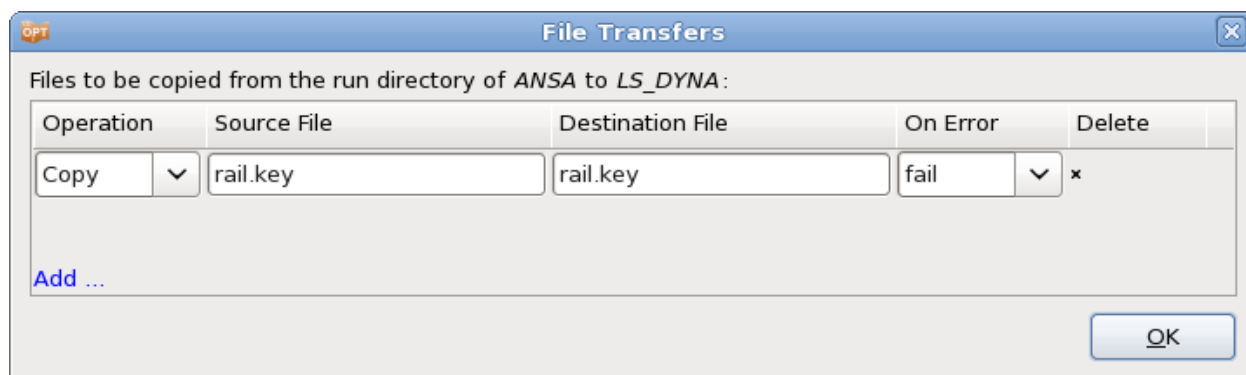 OPT
File Transfers
Files to be copied from the run directory of ANSA to LS_DYNA:
Operation Source File Destination File On Error Delete
Copy rail.key rail.key fail ×
Add ...
OK